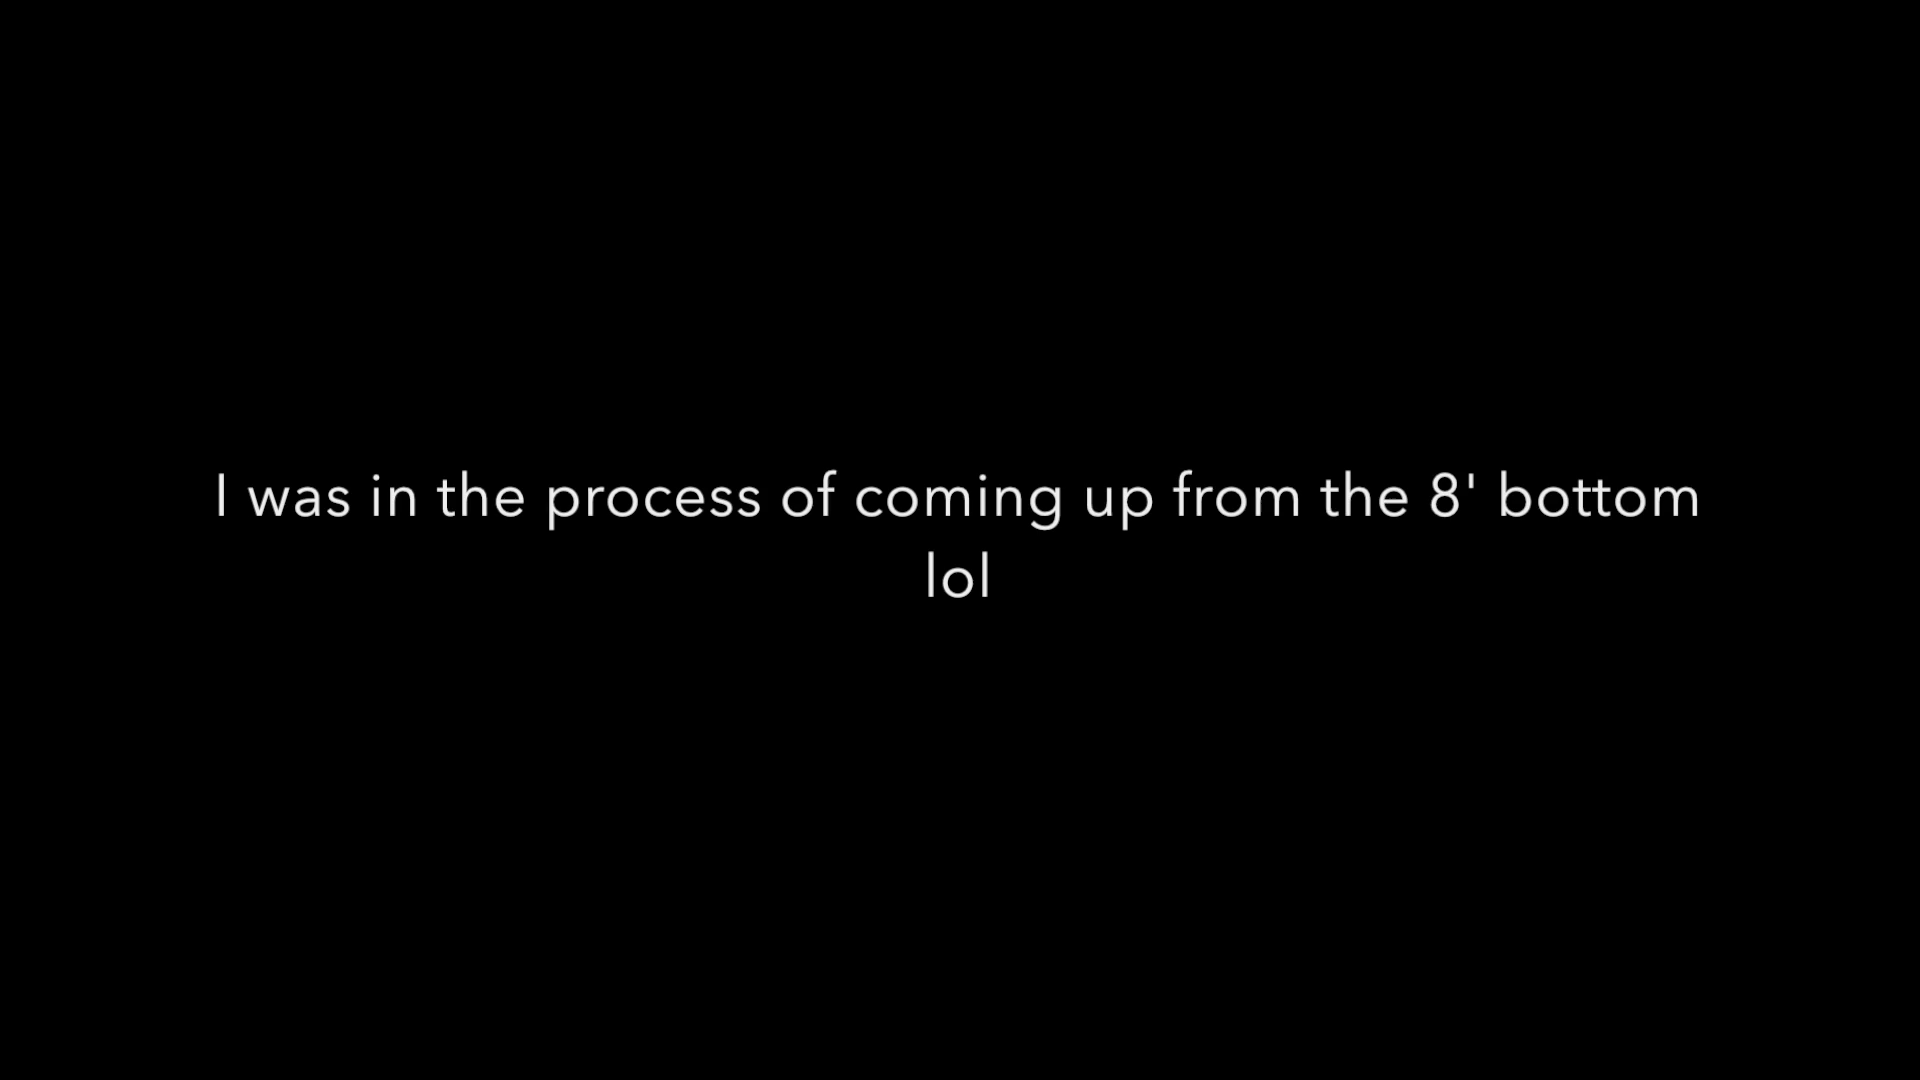 I was in the process of coming up from the 8' bottom
lol